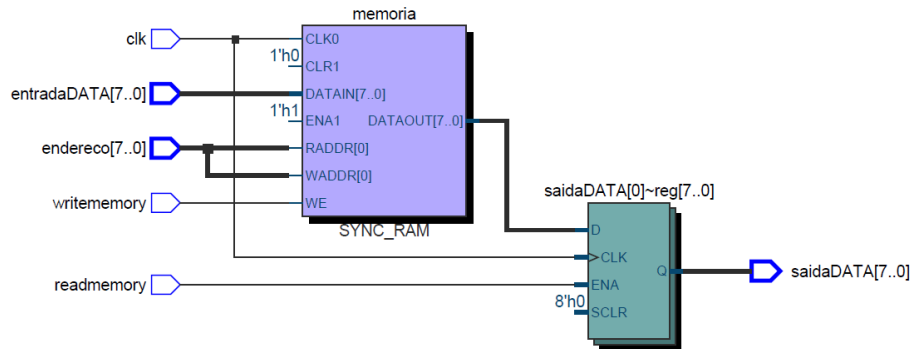 memoria
clk
CLK0
1'h0
CLR1
entradaDATA[7..0]
DATAIN[7..0]
1'h1
ENA1
DATAOUT[7..0]
endereco[7..0]
RADDR[0]
WADDR[0]
writememory
WE
SYNC_RAM
saidaDATA[0]~reg[7..0]
D
CLK
Q
saidaDATA[7..0]
readmemory
ENA
8'h0
SCLR